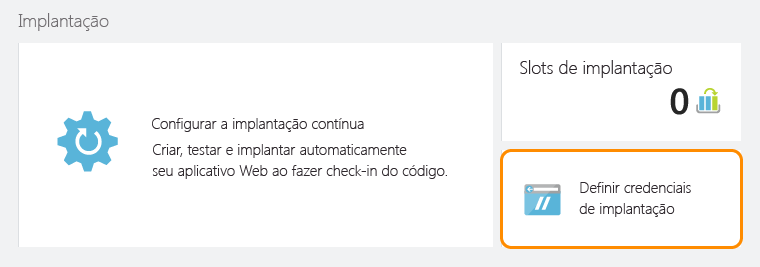 Implantação
Configurar a implantação contínua
Criar, testar e implantar automaticamente
seu aplicativo Web ao fazer check-in do código.
Slots de implantação
0
Definir credenciais
de implantação